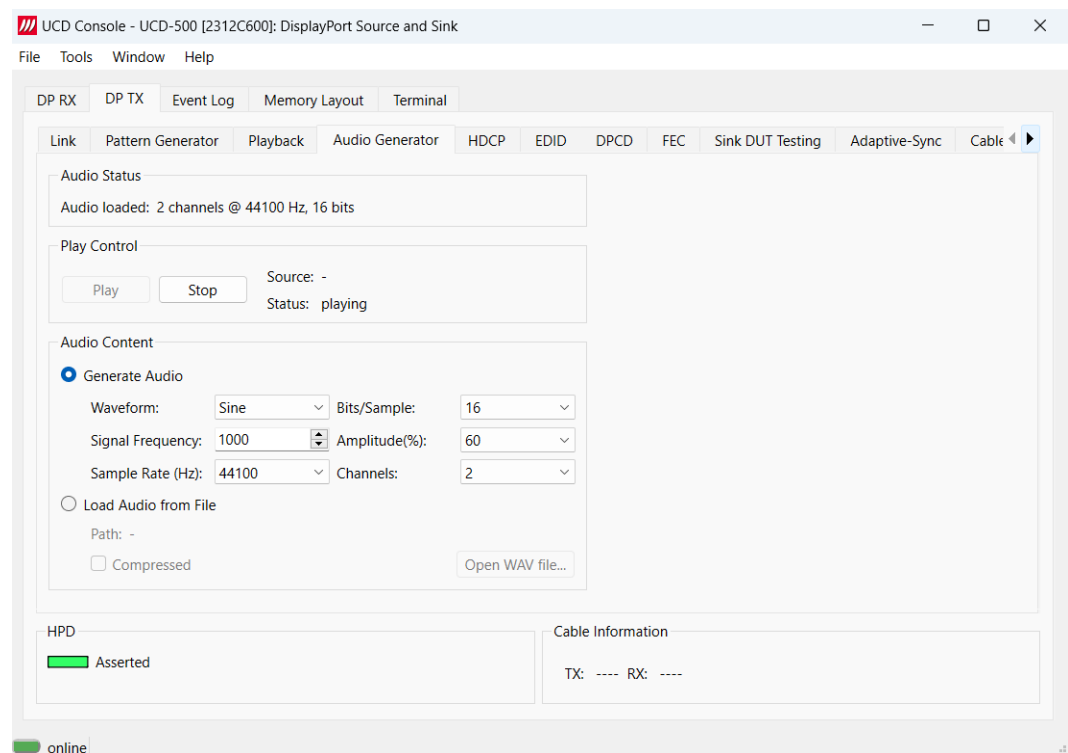 UCD Console - UCD-500 [2312C600]: DisplayPort Source and Sink
File Tools Window Help
DP RX DP TX Event Log Memory Layout Terminal
Link Pattern Generator Playback Audio Generator HDCP EDID DPCD FEC Sink DUT Testing Adaptive-Sync Cable
Audio Status
Audio loaded: 2 channels @ 44100 Hz, 16 bits
Play Control
Play Stop
Source: -
Status: playing
Audio Content
Generate Audio
Waveform: Sine Bits/Sample: 16
Signal Frequency: 1000 Amplitude(%): 60
Sample Rate (Hz): 44100 Channels: 2
Load Audio from File
Path: -
Compressed Open WAV file...
HPD
Asserted
Cable Information
TX: ---- RX: ----
online